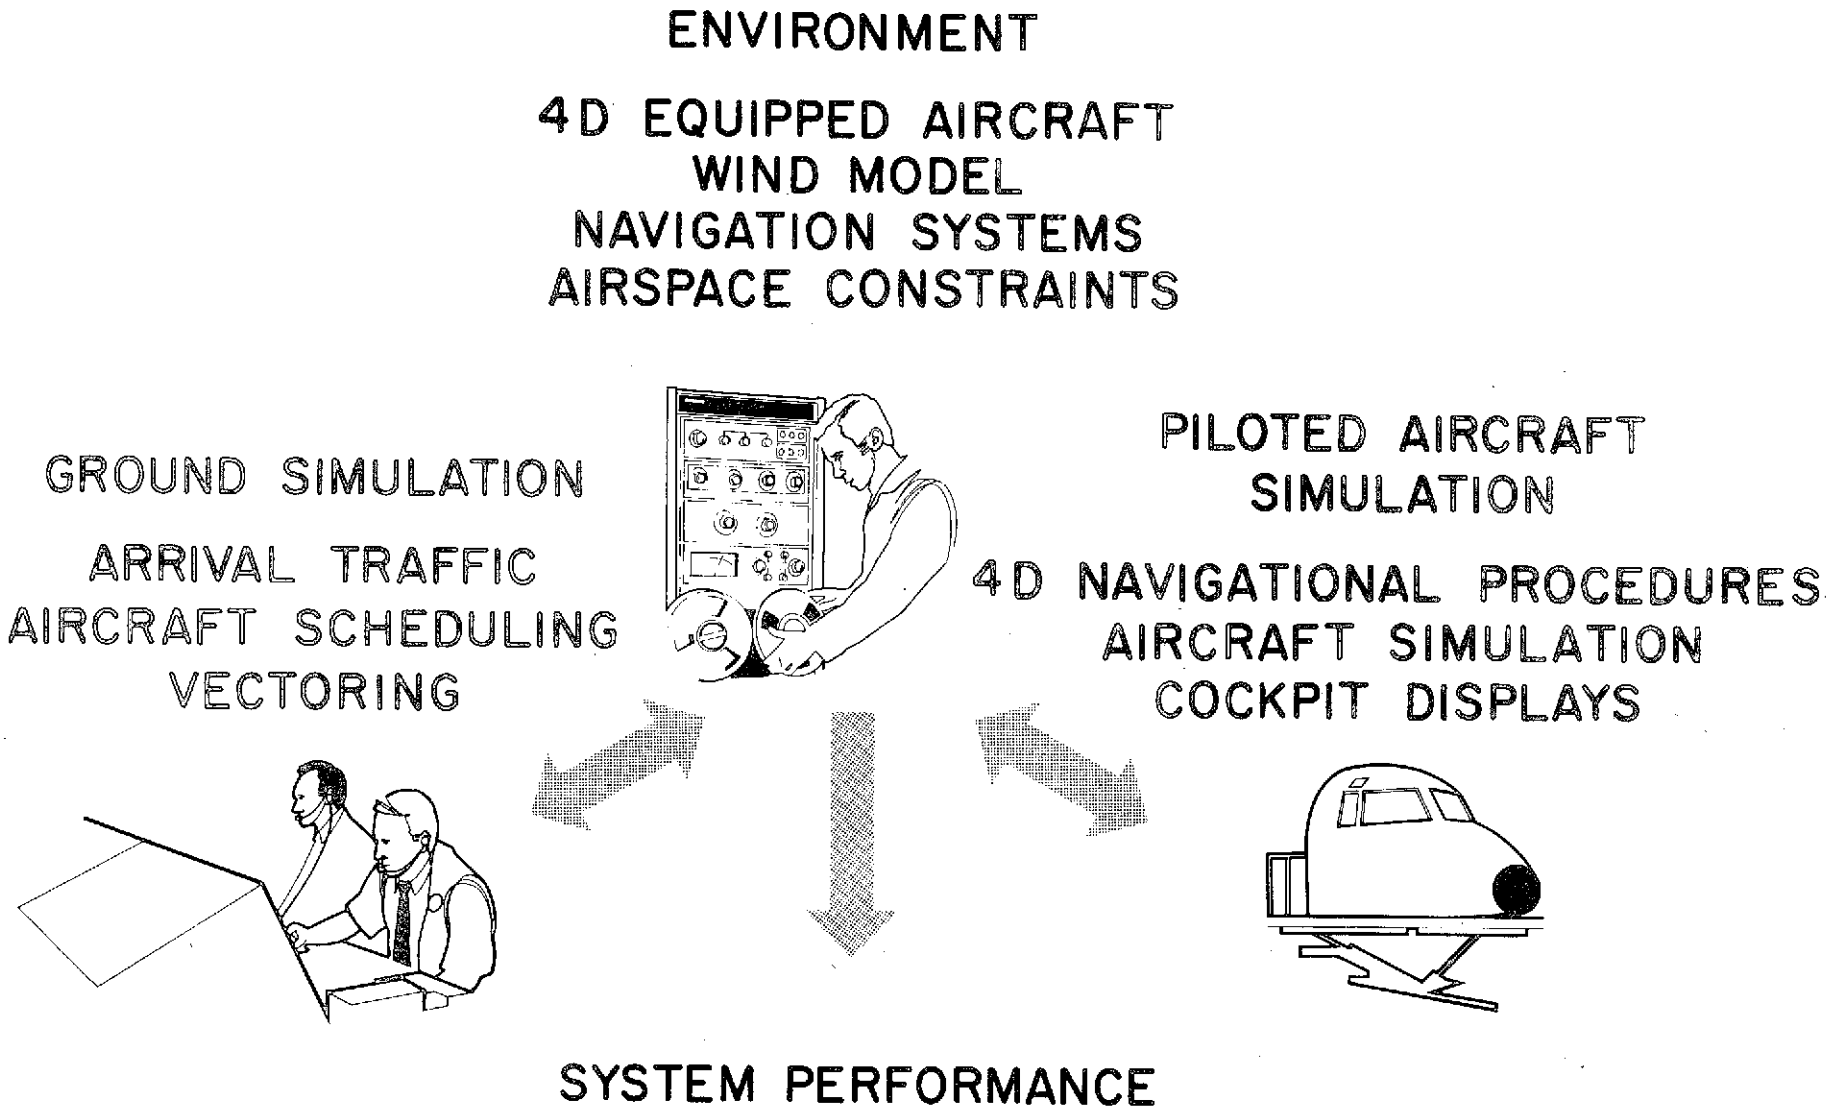 ENVIRONMENT
4D EQUIPPED AIRCRAFT
WIND MODEL
NAVIGATION SYSTEMS
AIRSPACE CONSTRAINTS
GROUND SIMULATION
ARRIVAL TRAFFIC
AIRCRAFT SCHEDULING
VECTORING
PILOTED AIRCRAFT
SIMULATION
4D NAVIGATIONAL PROCEDURES
AIRCRAFT SIMULATION
COCKPIT DISPLAYS
SYSTEM PERFORMANCE